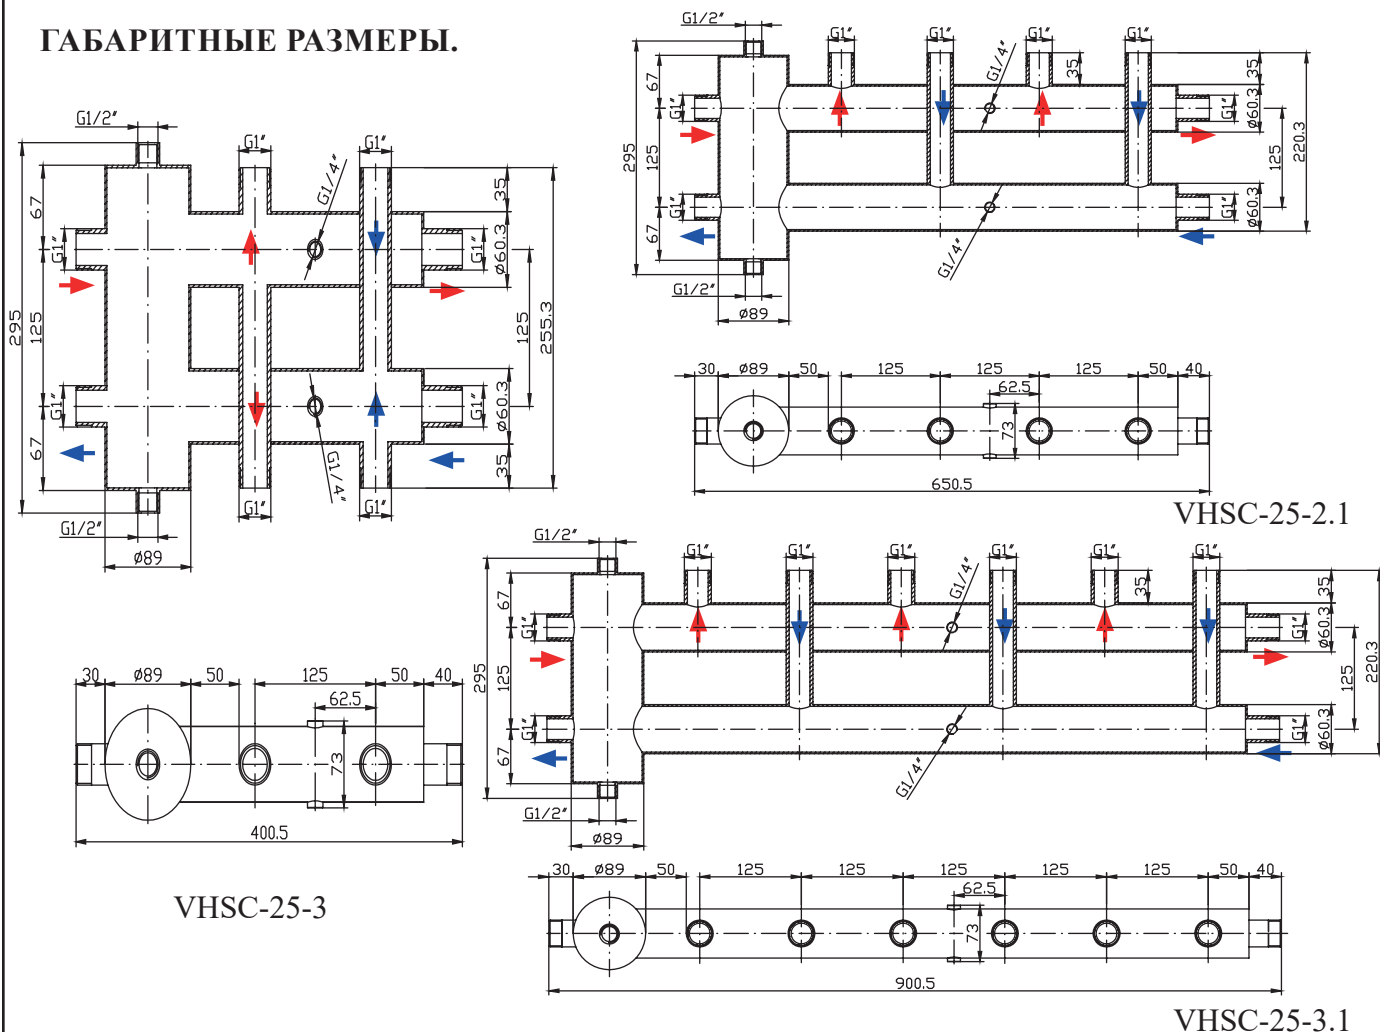 ГАБАРИТНЫЕ РАЗМЕРЫ.
G1/2"
G1"
G1"
G1/4"
67
35
G1"
G1"
Ø60.3
295
125
125
255.3
G1"
G1"
Ø60.3
67
35
G1/4"
G1/2"
G1"
G1"
Ø89
30
Ø89
50
125
50
40
62.5
73
400.5
VHSC-25-3
G1/2"
G1"
G1"
G1"
G1"
67
G1/4"
35
35
G1"
G1"
Ø60.3
295
125
125
220.3
G1"
G1"
Ø60.3
67
G1/4"
G1/2"
Ø89
30
Ø89
50
125
125
125
50
40
62.5
73
650.5
VHSC-25-2.1
G1/2"
G1"
G1"
G1"
G1"
G1"
G1"
67
G1/4"
35
35
G1"
G1"
Ø60.3
295
125
125
220.3
G1"
G1"
Ø60.3
67
G1/4"
G1/2"
Ø89
30
Ø89
50
125
125
125
125
125
50
40
62.5
73
900.5
VHSC-25-3.1